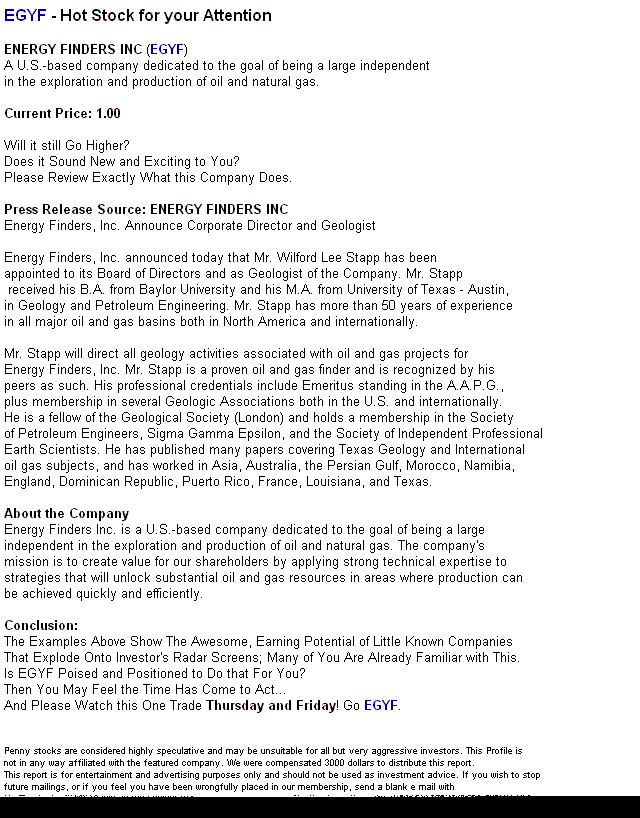 EGYF - Hot Stock for your Attention
ENERGY FINDERS INC (EGYF)
A U.S.-based company dedicated to the goal of being a large independent
in the exploration and production of oil and natural gas.
Current Price: 1.00
Will it still Go Higher?
Does it Sound New and Exciting to You?
Please Review Exactly What this Company Does.
Press Release Source: ENERGY FINDERS INC
Energy Finders, Inc. Announce Corporate Director and Geologist
Energy Finders, Inc. announced today that Mr. Wilford Lee Stapp has been
appointed to its Board of Directors and as Geologist of the Company. Mr. Stapp
received his B.A. from Baylor University and his M.A. from University of Texas - Austin,
in Geology and Petroleum Engineering. Mr. Stapp has more than 50 years of experience
in all major oil and gas basins both in North America and internationally.
Mr. Stapp will direct all geology activities associated with oil and gas projects for
Energy Finders, Inc. Mr. Stapp is a proven oil and gas finder and is recognized by his
peers as such. His professional credentials include Emeritus standing in the A.A.P.G.,
plus membership in several Geologic Associations both in the U.S. and internationally.
He is a fellow of the Geological Society (London) and holds a membership in the Society
of Petroleum Engineers, Sigma Gamma Epsilon, and the Society of Independent Professional
Earth Scientists. He has published many papers covering Texas Geology and International
oil gas subjects, and has worked in Asia, Australia, the Persian Gulf, Morocco, Namibia,
England, Dominican Republic, Puerto Rico, France, Louisiana, and Texas.
About the Company
Energy Finders Inc. is a U.S.-based company dedicated to the goal of being a large
independent in the exploration and production of oil and natural gas. The company's
mission is to create value for our shareholders by applying strong technical expertise to
strategies that will unlock substantial oil and gas resources in areas where production can
be achieved quickly and efficiently.
Conclusion:
The Examples Above Show The Awesome, Earning Potential of Little Known Companies
That Explode Onto Investor's Radar Screens; Many of You Are Already Familiar with This.
Is EGYF Poised and Positioned to Do that For You?
Then You May Feel the Time Has Come to Act...
And Please Watch this One Trade Thursday and Friday! Go EGYF.
Penny stocks are considered highly speculative and may be unsuitable for all but very aggressive investors. This Profile is
not in any way affiliated with the featured company. We were compensated 3000 dollars to distribute this report.
This report is for entertainment and advertising purposes only and should not be used as investment advice. If you wish to stop
future mailings, or if you feel you have been wrongfully placed in our membership, send a blank e mail with